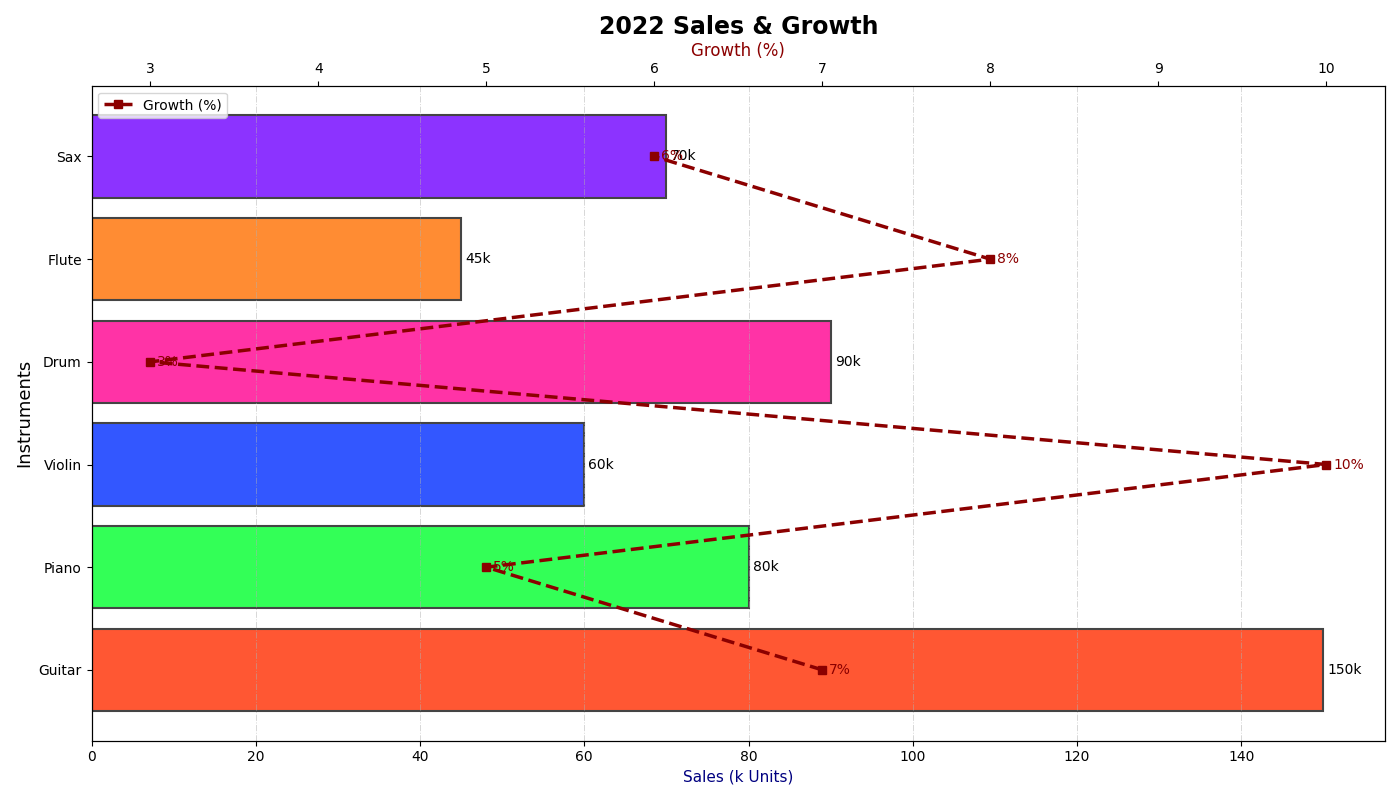 2022 Sales & Growth
Growth (%)
3 4 5 6 7 8 9 10
Growth (%)
Sax 6% 70k
Flute 45k 8%
Drum 3% 90k
Violin 60k 10%
Piano 5% 80k
Guitar 7% 150k
Instruments
0 20 40 60 80 100 120 140
Sales (k Units)